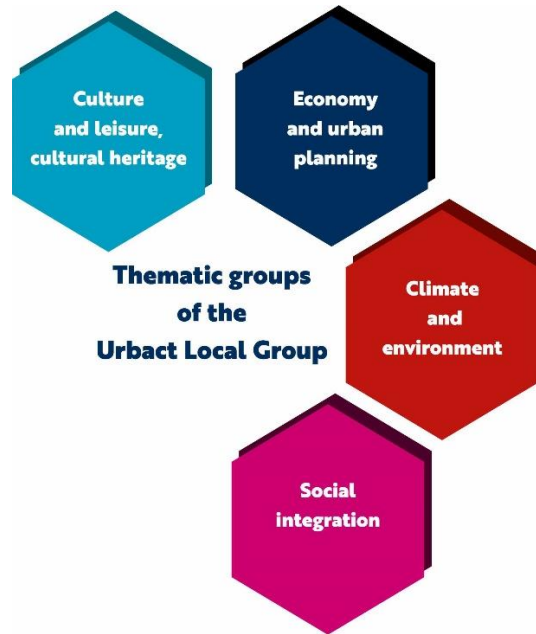 Culture
and leisure,
cultural heritage
Economy
and urban
planning
Thematic groups
of the
Urbact Local Group
Climate
and
environment
Social
integration